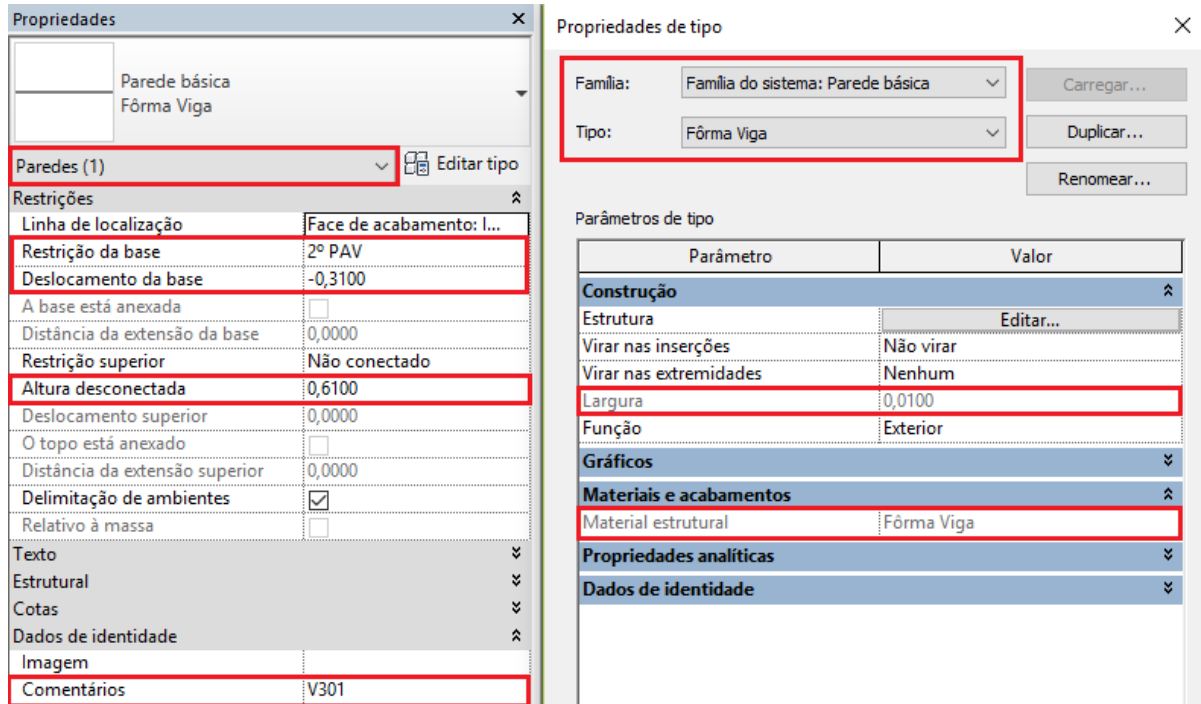 Propriedades
Parede básica
Fôrma Viga
Paredes (1)
Editar tipo
Restrições
Linha de localização Face de acabamento: I...
Restrição da base 2º PAV
Deslocamento da base -0,3100
A base está anexada
Distância da extensão da base 0,0000
Restrição superior Não conectado
Altura desconectada 0,6100
Deslocamento superior 0,0000
O topo está anexado
Distância da extensão superior 0,0000
Delimitação de ambientes
Relativo à massa
Texto
Estrutural
Cotas
Dados de identidade
Imagem
Comentários V301
Propriedades de tipo
Família: Família do sistema: Parede básica Carregar...
Tipo: Fôrma Viga Duplicar...
Renomear...
Parâmetros de tipo
Parâmetro Valor
Construção
Estrutura Editar...
Virar nas inserções Não virar
Virar nas extremidades Nenhum
Largura 0,0100
Função Exterior
Gráficos
Materiais e acabamentos
Material estrutural Fôrma Viga
Propriedades analíticas
Dados de identidade